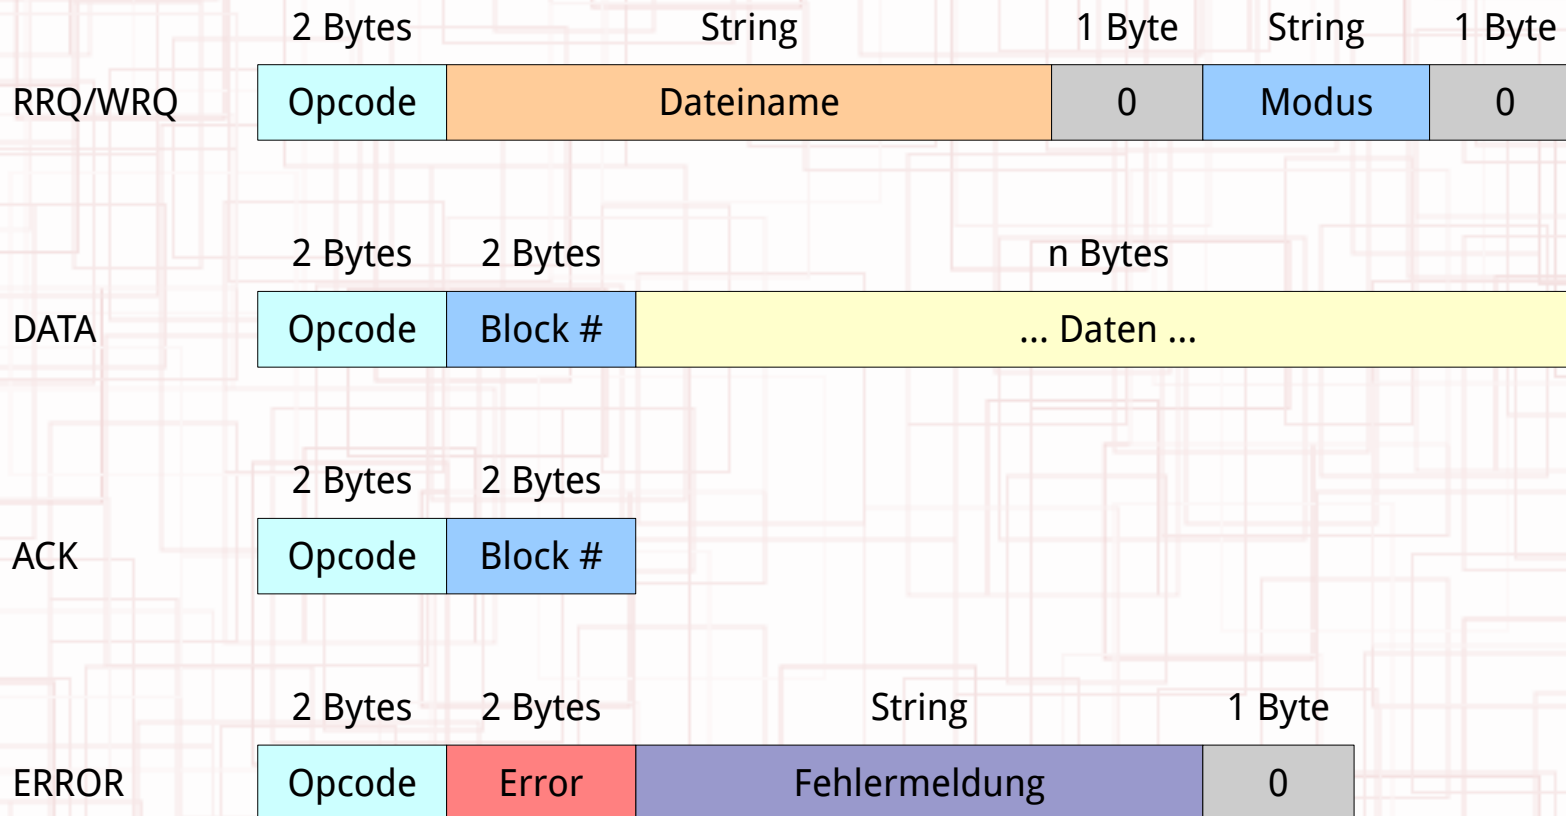 2 Bytes String 1 Byte String 1 Byte
RRQ/WRQ Opcode Dateiname 0 Modus 0
2 Bytes 2 Bytes n Bytes
DATA Opcode Block # ... Daten ...
2 Bytes 2 Bytes
ACK Opcode Block #
2 Bytes 2 Bytes String 1 Byte
ERROR Opcode Error Fehlermeldung 0